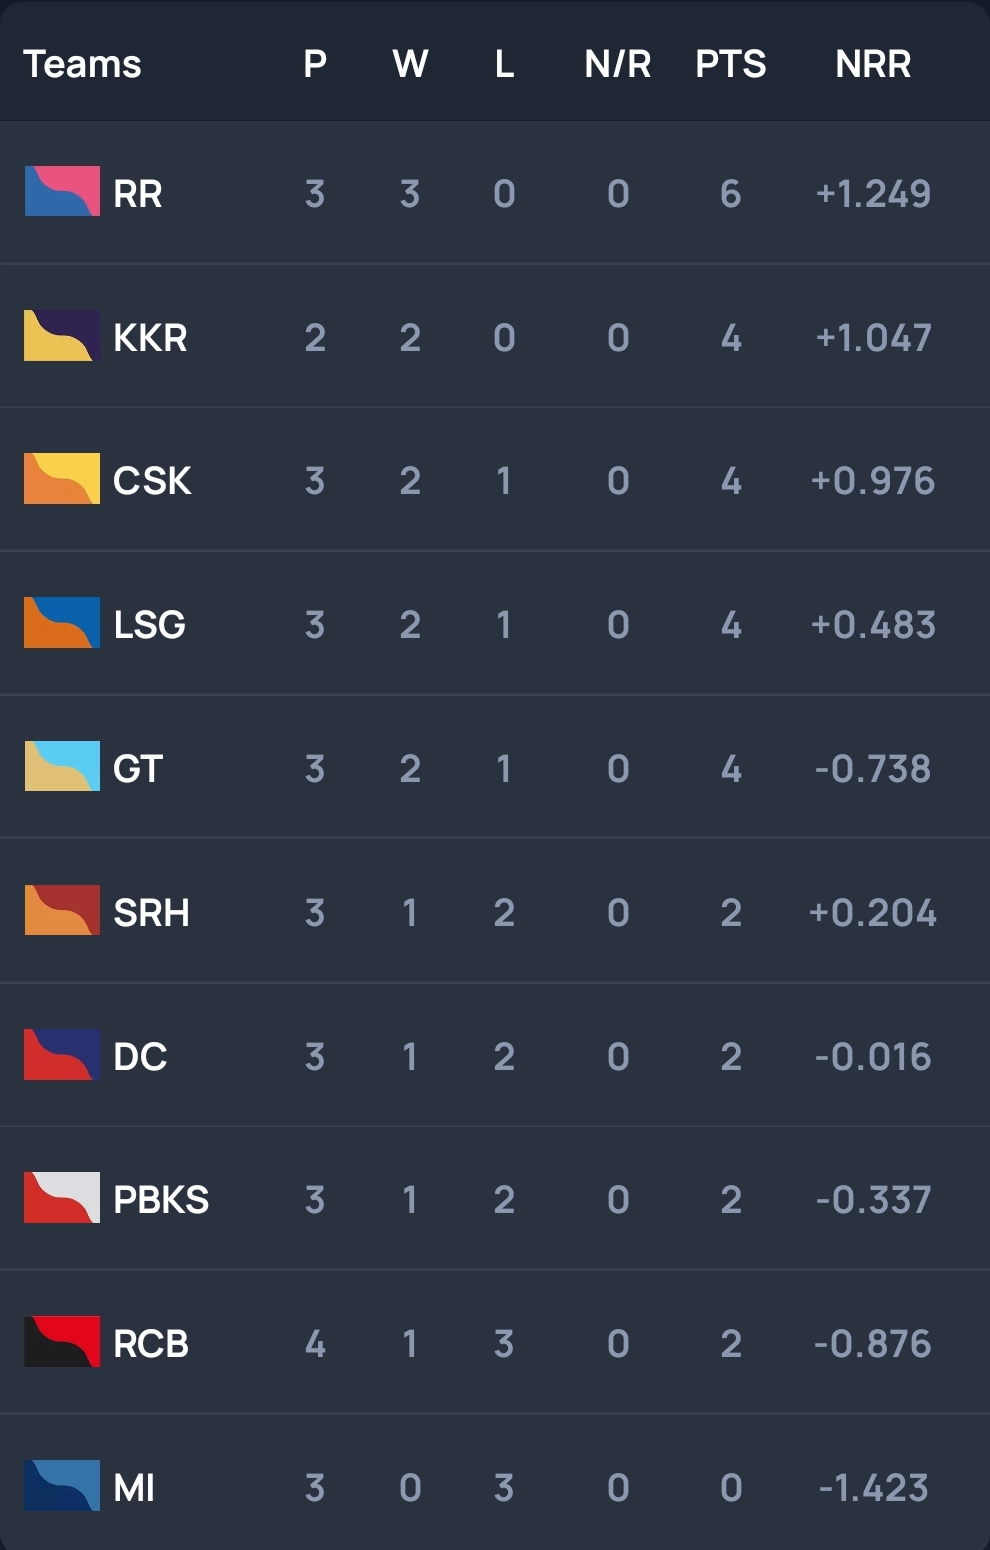 Teams P W L N/R PTS NRR
RR 3 3 0 0 6 +1.249
KKR 2 2 0 0 4 +1.047
CSK 3 2 1 0 4 +0.976
LSG 3 2 1 0 4 +0.483
GT 3 2 1 0 4 -0.738
SRH 3 1 2 0 2 +0.204
DC 3 1 2 0 2 -0.016
PBKS 3 1 2 0 2 -0.337
RCB 4 1 3 0 2 -0.876
MI 3 0 3 0 0 -1.423